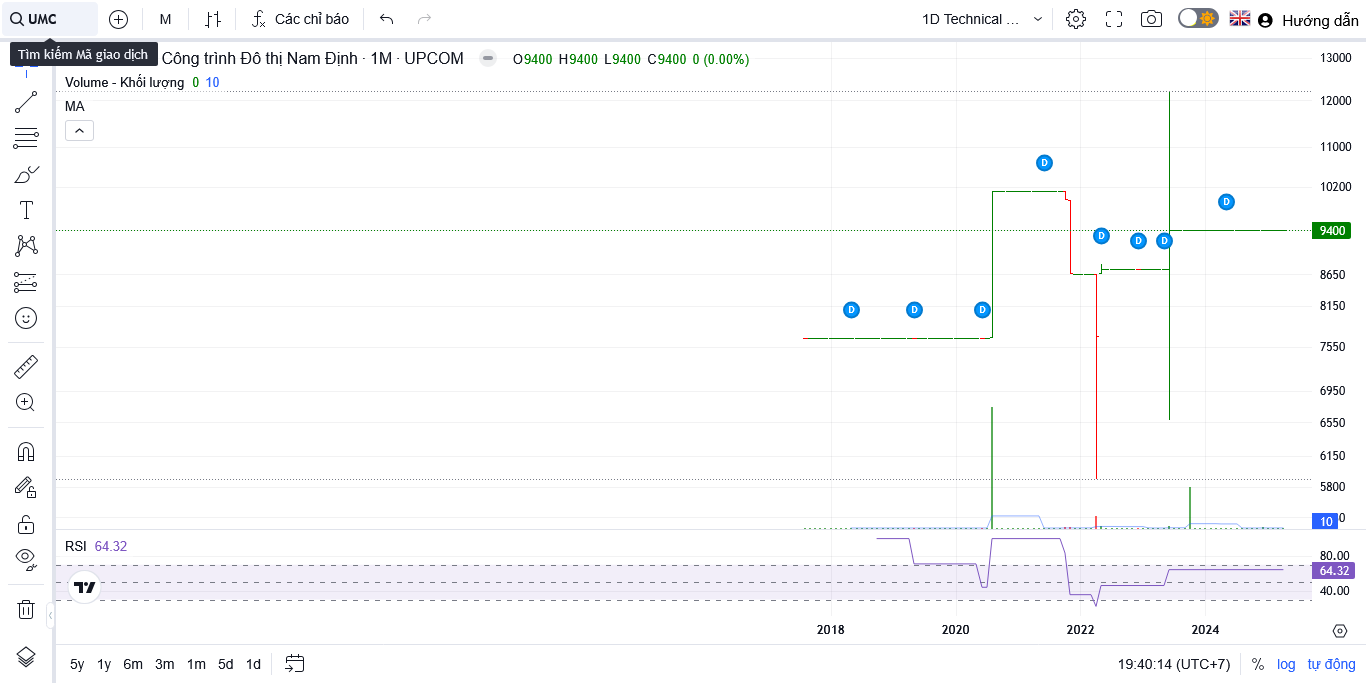 UMC
M
Các chỉ báo
1D Technical ...
Hướng dẫn
Tìm kiếm Mã giao dịch
Công trình Đô thị Nam Định · 1M · UPCOM
O9400 H9400 L9400 C9400 0 (0.00%)
Volume - Khối lượng 0 10
MA
13000
12000
11000
10200
9400
8650
8150
7550
6950
6550
6150
5800
10
D
D
D
D
D
D
D
D
RSI 64.32
80.00
64.32
40.00
2018
2020
2022
2024
5y 1y 6m 3m 1m 5d 1d
19:40:14 (UTC+7)
%
log
tự động